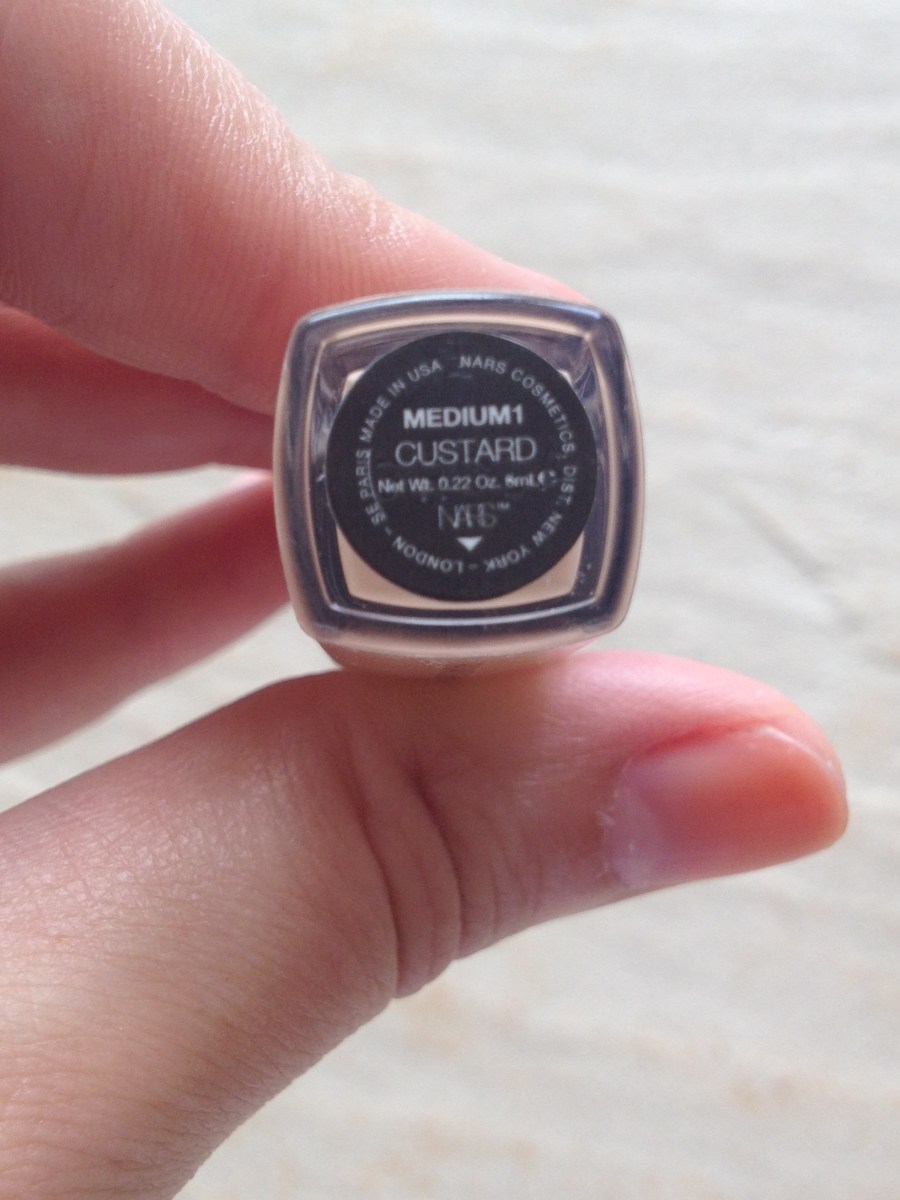 MEDIUM1
CUSTARD
Net Wt. 0.22 Oz. 6mLe
NARS™
NARS COSMETICS, DIST. NEW YORK - LONDON - SE PARIS MADE IN USA